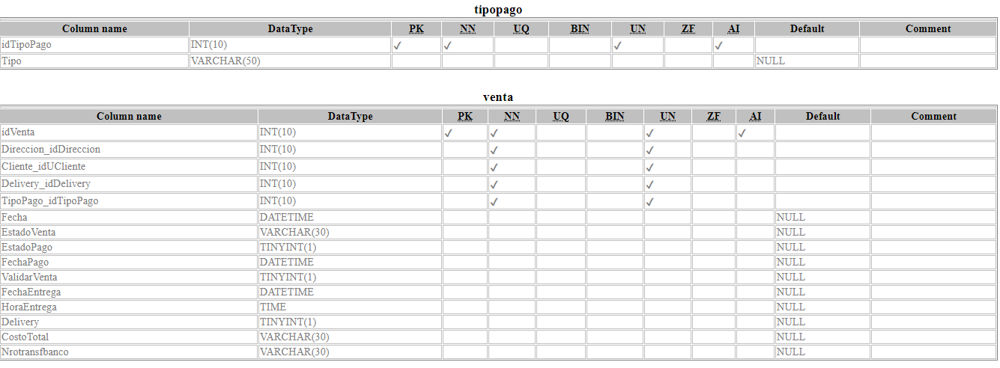 tipopago
Column name DataType PK NN UQ BIN UN ZF AI Default Comment
idTipoPago INT(10) ✓ ✓ ✓ ✓
Tipo VARCHAR(50) NULL
venta
Column name DataType PK NN UQ BIN UN ZF AI Default Comment
idVenta INT(10) ✓ ✓ ✓ ✓
Direccion_idDireccion INT(10) ✓ ✓
Cliente_idUCliente INT(10) ✓ ✓
Delivery_idDelivery INT(10) ✓ ✓
TipoPago_idTipoPago INT(10) ✓ ✓
Fecha DATETIME NULL
EstadoVenta VARCHAR(30) NULL
EstadoPago TINYINT(1) NULL
FechaPago DATETIME NULL
ValidarVenta TINYINT(1) NULL
FechaEntrega DATETIME NULL
HoraEntrega TIME NULL
Delivery TINYINT(1) NULL
CostoTotal VARCHAR(30) NULL
Nrotransfbanco VARCHAR(30) NULL